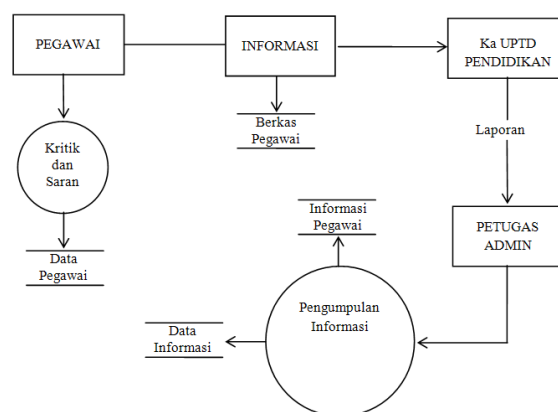 PEGAWAI
INFORMASI
Ka UPTD
PENDIDIKAN
Berkas
Pegawai
Kritik
dan
Saran
Laporan
Informasi
Pegawai
PETUGAS
ADMIN
Data
Pegawai
Pengumpulan
Informasi
Data
Informasi